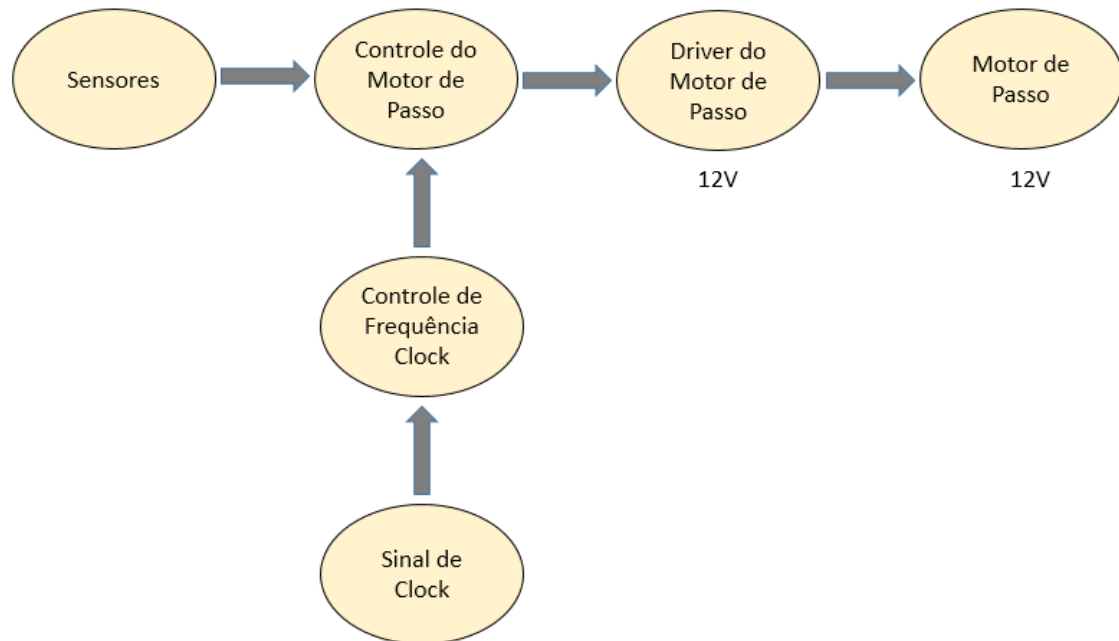 Sensores
Controle do
Motor de
Passo
Driver do
Motor de
Passo
Motor de
Passo
12V
12V
Controle de
Frequência
Clock
Sinal de
Clock